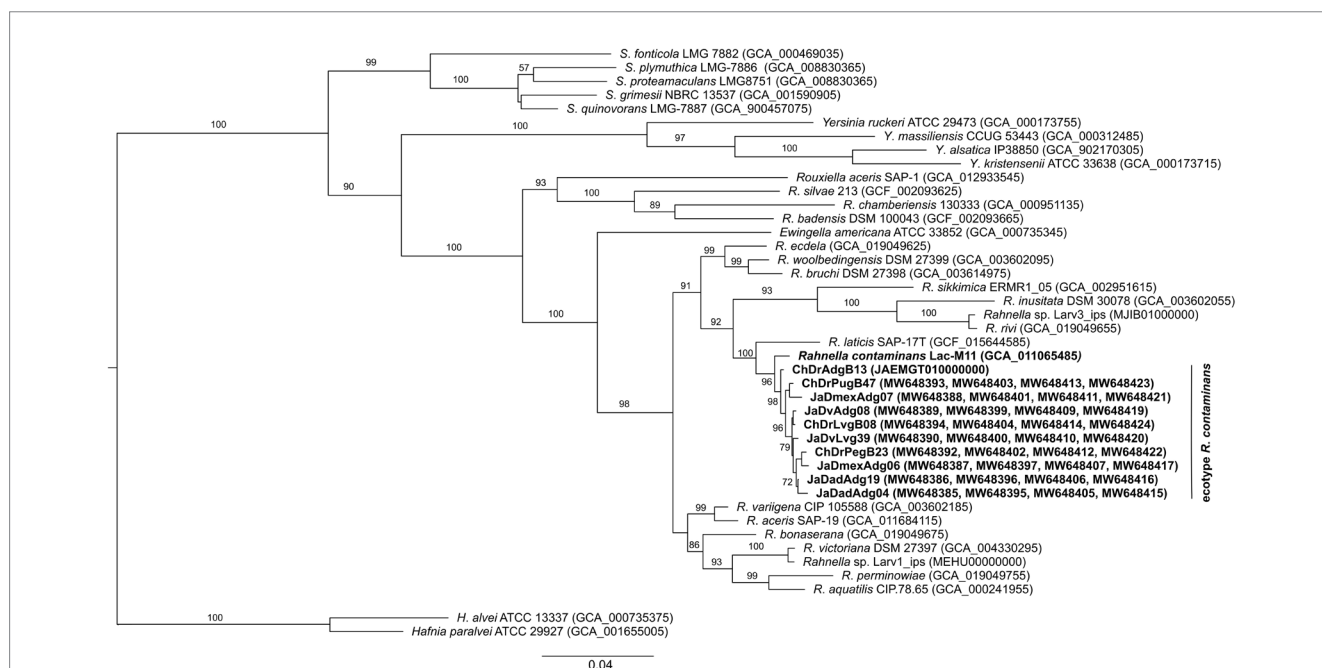 S. fonticola LMG 7882 (GCA_000469035)
99
57
S. plymuthica LMG-7886 (GCA_008830365)
100
S. proteamaculans LMG8751 (GCA_008830365)
S. grimesii NBRC 13537 (GCA_001590905)
S. quinovorans LMG-7887 (GCA_900457075)
100
100
Yersinia ruckeri ATCC 29473 (GCA_000173755)
97
Y. massiliensis CCUG 53443 (GCA_000312485)
100
Y. alsatica IP38850 (GCA_902170305)
Y. kristensenii ATCC 33638 (GCA_000173715)
90
93
Rouxiella aceris SAP-1 (GCA_012933545)
100
R. silvae 213 (GCF_002093625)
89
R. chamberiensis 130333 (GCA_000951135)
R. badensis DSM 100043 (GCF_002093665)
100
Ewingella americana ATCC 33852 (GCA_000735345)
99
R. ecdela (GCA_019049625)
99
R. woolbedingensis DSM 27399 (GCA_003602095)
R. bruchi DSM 27398 (GCA_003614975)
91
93
R. sikkimica ERMR1_05 (GCA_002951615)
100
R. inusitata DSM 30078 (GCA_003602055)
100
Rahnella sp. Larv3_ips (MJIB01000000)
R. rivi (GCA_019049655)
100
92
R. laticis SAP-17T (GCF_015644585)
100
Rahnella contaminans Lac-M11 (GCA_011065485)
ChDrAdgB13 (JAEMGT010000000)
96
ChDrPugB47 (MW648393, MW648403, MW648413, MW648423)
98
JaDmexAdg07 (MW648388, MW648401, MW648411, MW648421)
JaDvAdg08 (MW648389, MW648399, MW648409, MW648419)
98
ChDrLvgB08 (MW648394, MW648404, MW648414, MW648424)
96
JaDvLvg39 (MW648390, MW648400, MW648410, MW648420)
79
ChDrPegB23 (MW648392, MW648402, MW648412, MW648422)
JaDmexAdg06 (MW648387, MW648397, MW648407, MW648417)
72
JaDadAdg19 (MW648386, MW648396, MW648406, MW648416)
JaDadAdg04 (MW648385, MW648395, MW648405, MW648415)
ecotype R. contaminans
99
R. variigena CIP 105588 (GCA_003602185)
R. aceris SAP-19 (GCA_011684115)
R. bonaserana (GCA_019049675)
86
100
R. victoriana DSM 27397 (GCA_004330295)
93
Rahnella sp. Larv1_ips (MEHU00000000)
99
R. perminowiae (GCA_019049755)
R. aquatilis CIP.78.65 (GCA_000241955)
100
H. alvei ATCC 13337 (GCA_000735375)
Hafnia paralvei ATCC 29927 (GCA_001655005)
0.04